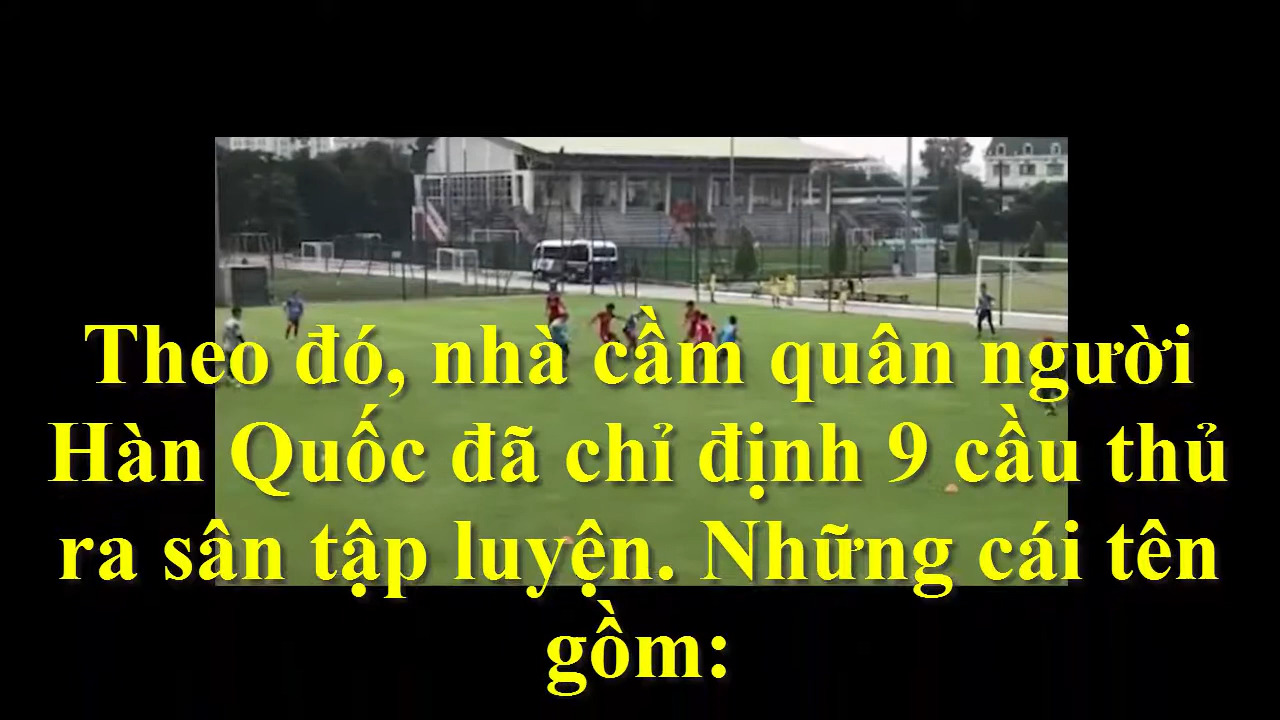 Theo đó, nhà cầm quân người
Hàn Quốc đã chỉ định 9 cầu thủ
ra sân tập luyện. Những cái tên
gồm: